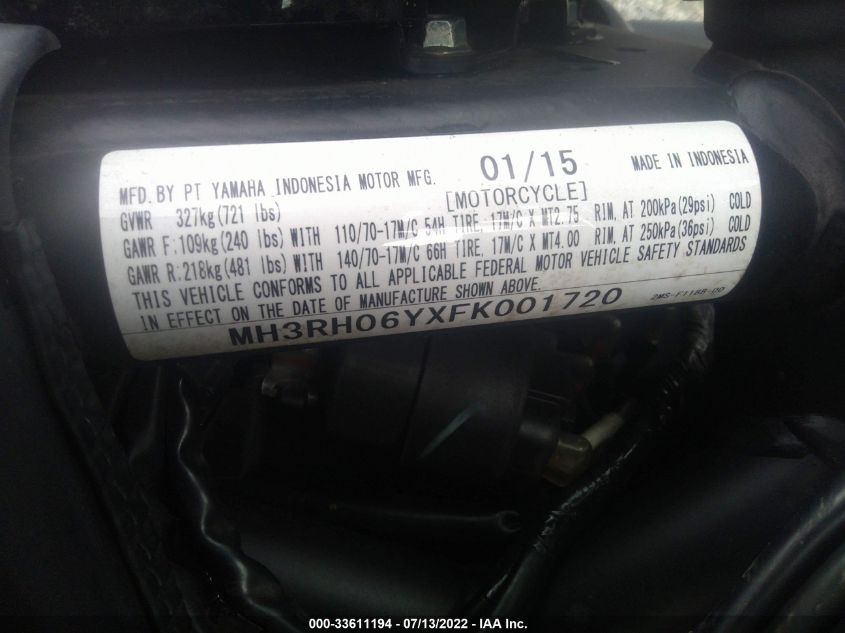 MFD. BY PT YAMAHA INDONESIA MOTOR MFG. 01/15 MADE IN INDONESIA
GVWR 327kg (721 lbs) [MOTORCYCLE]
GAWR F:109kg (240 lbs) WITH 110/70-17M/C 54H TIRE, 17M/C X MT2.75 RIM, AT 200kPa (29psi) COLD
GAWR R:218kg (481 lbs) WITH 140/70-17M/C 66H TIRE, 17M/C X MT4.00 RIM, AT 250kPa (36psi) COLD
THIS VEHICLE CONFORMS TO ALL APPLICABLE FEDERAL MOTOR VEHICLE SAFETY STANDARDS
IN EFFECT ON THE DATE OF MANUFACTURE SHOWN ABOVE.
MH3RH06YXFK001720 2MS-F118B-00
000-33611194 - 07/13/2022 - IAA Inc.